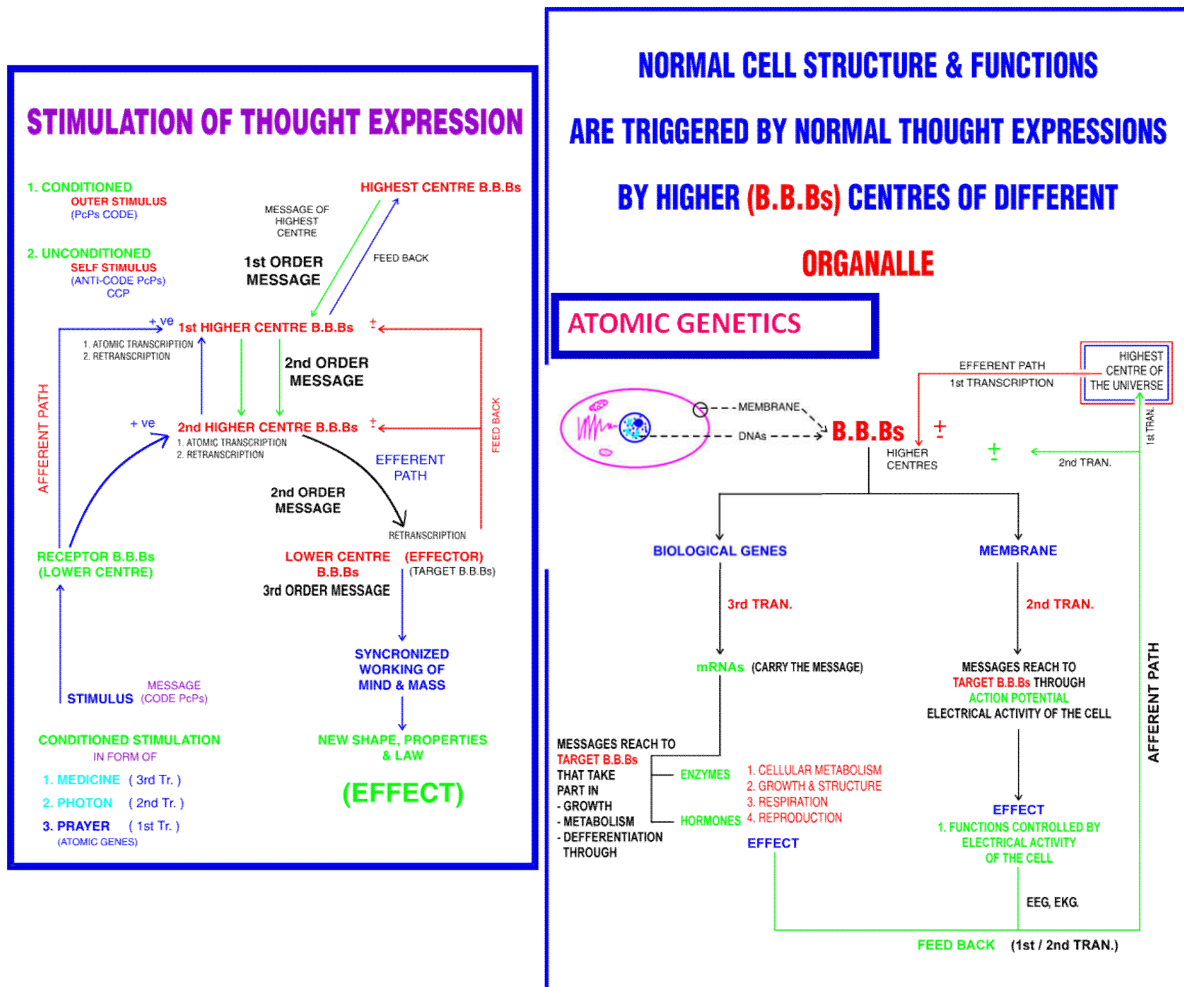 STIMULATION OF THOUGHT EXPRESSION
1. CONDITIONED
OUTER STIMULUS
(PcPs CODE)
2. UNCONDITIONED
SELF STIMULUS
(ANTI-CODE PcPs)
CCP
HIGHEST CENTRE B.B.Bs
MESSAGE OF
HIGHEST
CENTRE
1st ORDER
MESSAGE
FEED BACK
+ ve
1st HIGHER CENTRE B.B.Bs
±
1. ATOMIC TRANSCRIPTION
2. RETRANSCRIPTION
2nd ORDER
MESSAGE
AFFERENT PATH
+ ve
2nd HIGHER CENTRE B.B.Bs
±
1. ATOMIC TRANSCRIPTION
2. RETRANSCRIPTION
FEED BACK
EFFERENT
PATH
2nd ORDER
MESSAGE
RETRANSCRIPTION
RECEPTOR B.B.Bs
(LOWER CENTRE)
LOWER CENTRE (EFFECTOR)
B.B.Bs (TARGET B.B.Bs)
3rd ORDER MESSAGE
SYNCRONIZED
WORKING OF
MIND & MASS
MESSAGE
STIMULUS (CODE PcPs)
CONDITIONED STIMULATION
IN FORM OF
1. MEDICINE ( 3rd Tr. )
2. PHOTON ( 2nd Tr. )
3. PRAYER ( 1st Tr. )
(ATOMIC GENES)
NEW SHAPE, PROPERTIES
& LAW
(EFFECT)
NORMAL CELL STRUCTURE & FUNCTIONS
ARE TRIGGERED BY NORMAL THOUGHT EXPRESSIONS
BY HIGHER (B.B.Bs) CENTRES OF DIFFERENT
ORGANALLE
ATOMIC GENETICS
EFFERENT PATH
1st TRANSCRIPTION
HIGHEST
CENTRE OF
THE UNIVERSE
MEMBRANE
DNAs
B.B.Bs
±
HIGHER
CENTRES
±
2nd TRAN.
1st TRAN.
BIOLOGICAL GENES
MEMBRANE
3rd TRAN.
2nd TRAN.
mRNAs (CARRY THE MESSAGE)
MESSAGES REACH TO
TARGET B.B.Bs THROUGH
ACTION POTENTIAL
ELECTRICAL ACTIVITY OF THE CELL
AFFERENT PATH
MESSAGES REACH TO
TARGET B.B.Bs
THAT TAKE
PART IN
- GROWTH
- METABOLISM
- DEFFERENTIATION
THROUGH
ENZYMES
HORMONES
1. CELLULAR METABOLISM
2. GROWTH & STRUCTURE
3. RESPIRATION
4. REPRODUCTION
EFFECT
EFFECT
1. FUNCTIONS CONTROLLED BY
ELECTRICAL ACTIVITY
OF THE CELL
EEG, EKG.
FEED BACK (1st / 2nd TRAN.)